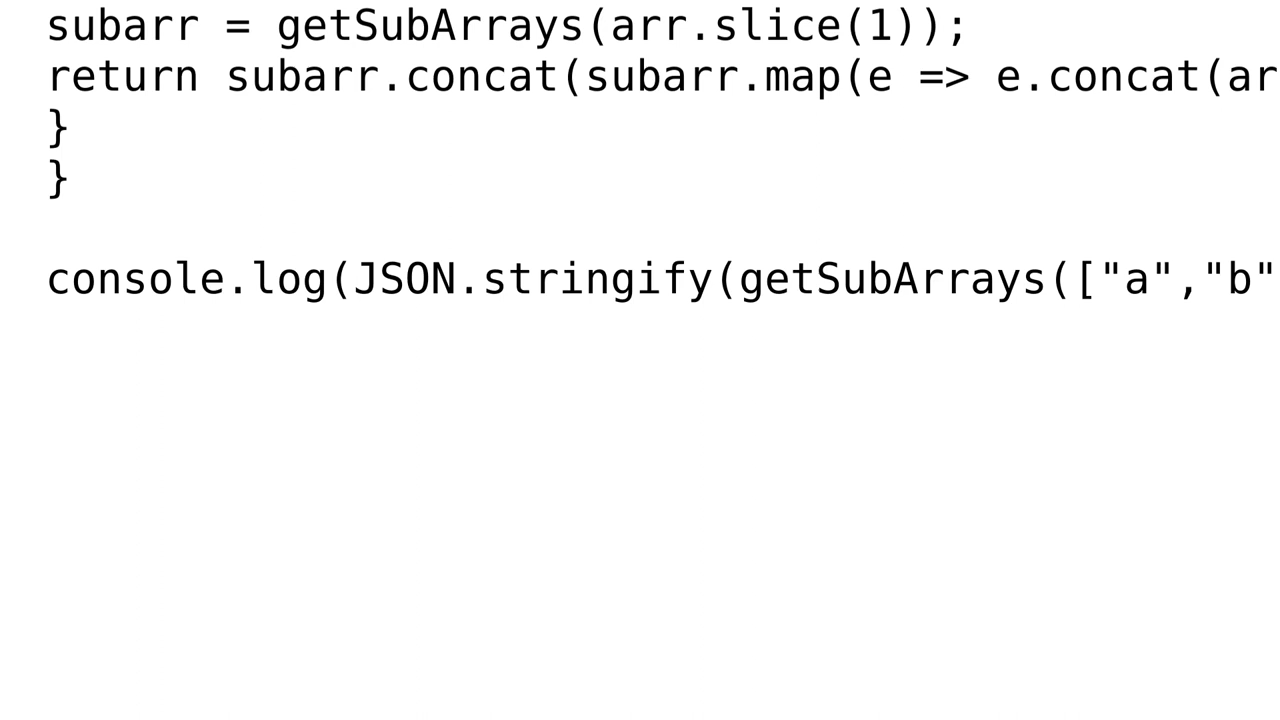 subarr = getSubArrays(arr.slice(1));
return subarr.concat(subarr.map(e => e.concat(ar
}
}

console.log(JSON.stringify(getSubArrays(["a","b"